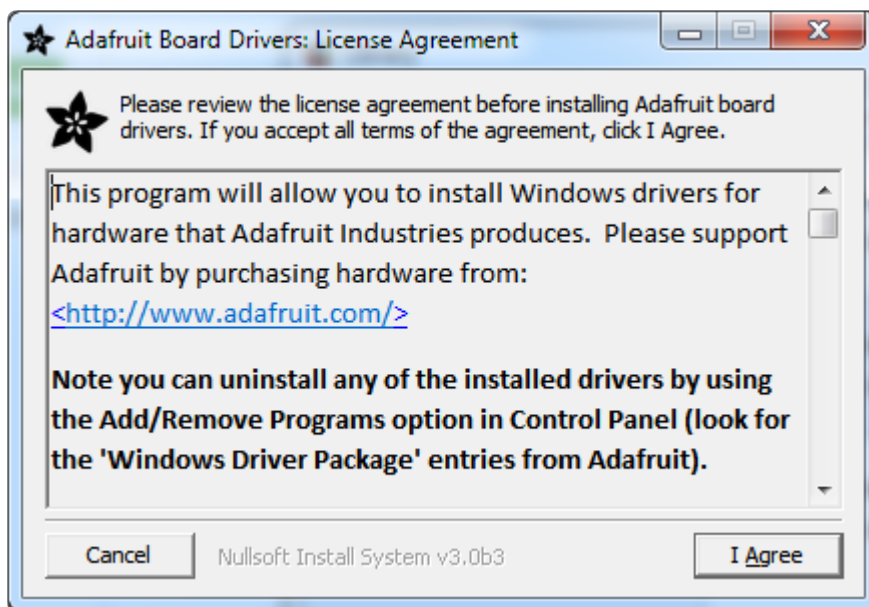 Adafruit Board Drivers: License Agreement
Please review the license agreement before installing Adafruit board
drivers. If you accept all terms of the agreement, click I Agree.
This program will allow you to install Windows drivers for
hardware that Adafruit Industries produces.  Please support
Adafruit by purchasing hardware from:
<http://www.adafruit.com/>
Note you can uninstall any of the installed drivers by using
the Add/Remove Programs option in Control Panel (look for
the 'Windows Driver Package' entries from Adafruit).
Cancel Nullsoft Install System v3.0b3 I Agree